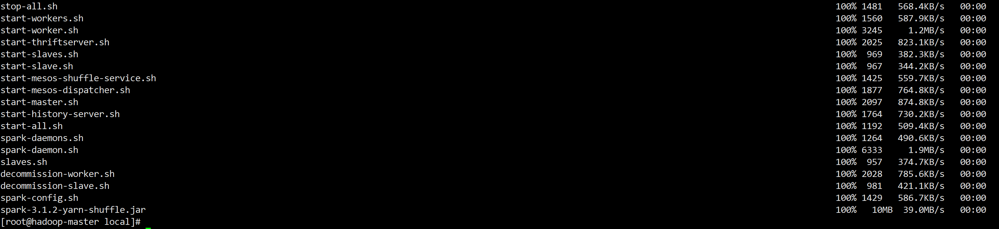 stop-all.sh 100% 1481 568.4KB/s 00:00
start-workers.sh 100% 1560 587.9KB/s 00:00
start-worker.sh 100% 3245 1.2MB/s 00:00
start-thriftserver.sh 100% 2025 823.1KB/s 00:00
start-slaves.sh 100% 969 382.3KB/s 00:00
start-slave.sh 100% 967 344.2KB/s 00:00
start-mesos-shuffle-service.sh 100% 1425 559.7KB/s 00:00
start-mesos-dispatcher.sh 100% 1877 764.8KB/s 00:00
start-master.sh 100% 2097 874.8KB/s 00:00
start-history-server.sh 100% 1764 730.2KB/s 00:00
start-all.sh 100% 1192 509.4KB/s 00:00
spark-daemons.sh 100% 1264 490.6KB/s 00:00
spark-daemon.sh 100% 6333 1.9MB/s 00:00
slaves.sh 100% 957 374.7KB/s 00:00
decommission-worker.sh 100% 2028 785.6KB/s 00:00
decommission-slave.sh 100% 981 421.1KB/s 00:00
spark-config.sh 100% 1429 586.7KB/s 00:00
spark-3.1.2-yarn-shuffle.jar 100% 10MB 39.0MB/s 00:00
[root@hadoop-master local]#